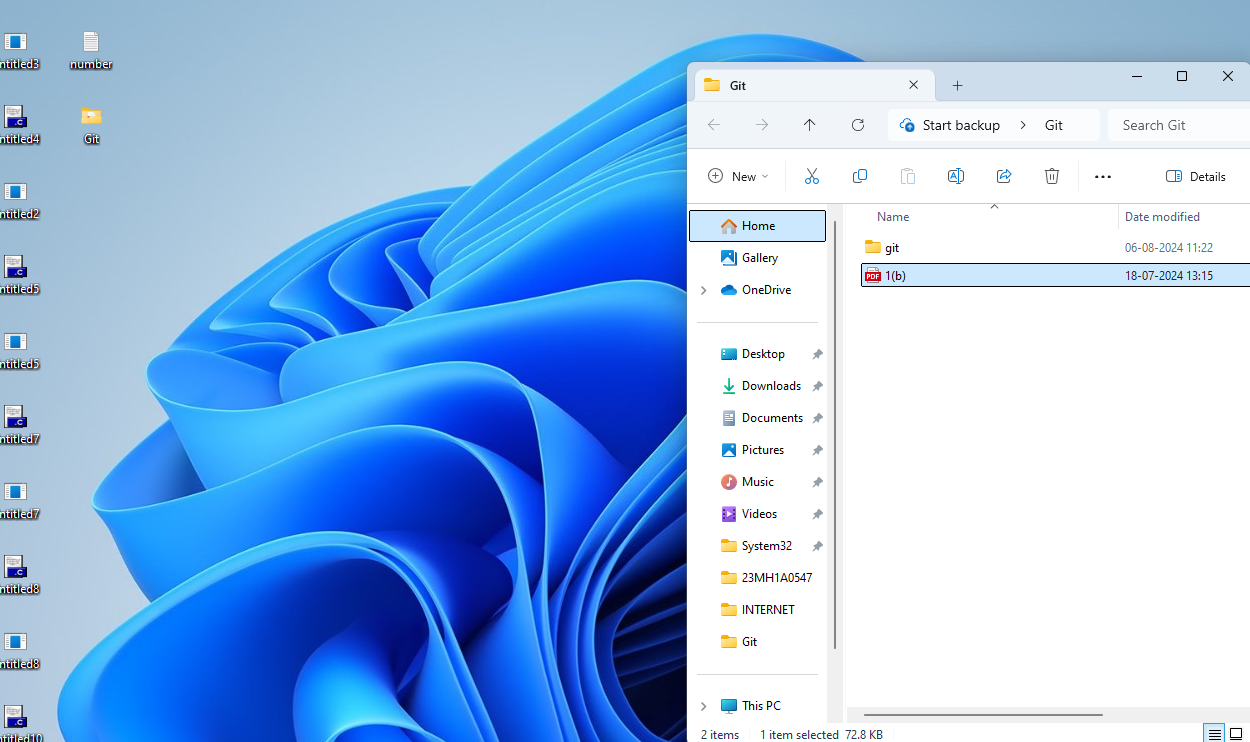 ntitled3
number
ntitled4
Git
ntitled2
ntitled5
ntitled5
ntitled7
ntitled7
ntitled8
ntitled8
ntitled10
Git
Start backup
Git
Search Git
New
Details
Home
Gallery
OneDrive
Desktop
Downloads
Documents
Pictures
Music
Videos
System32
23MH1A0547
INTERNET
Git
This PC
Name
Date modified
git
06-08-2024 11:22
PDF
1(b)
18-07-2024 13:15
2 items
1 item selected 72.8 KB